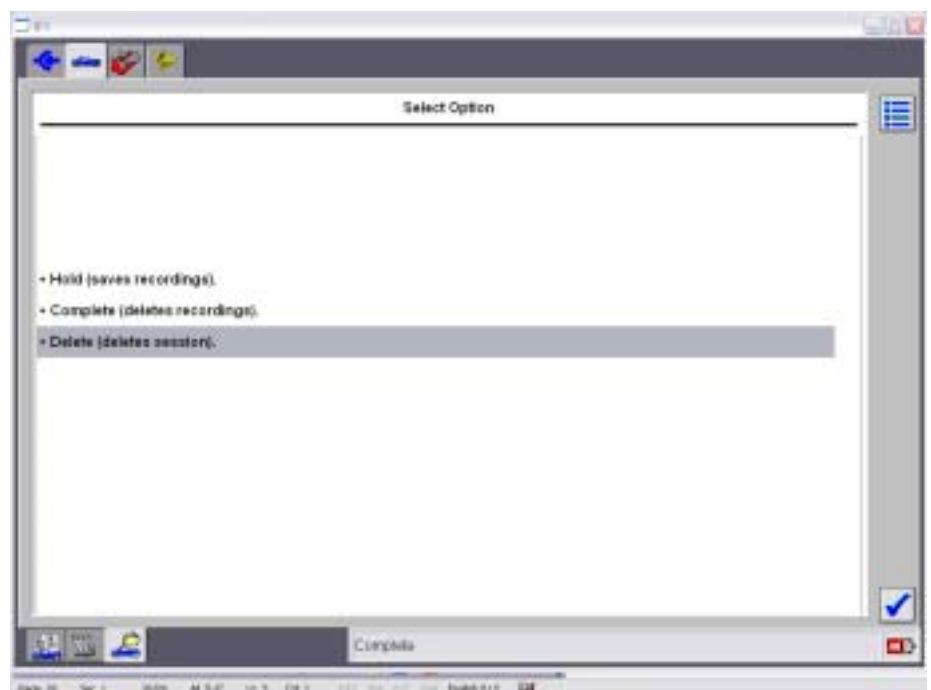 Select Option
• Hold (saves recordings).
• Complete (deletes recordings).
• Delete (deletes session).
Complete